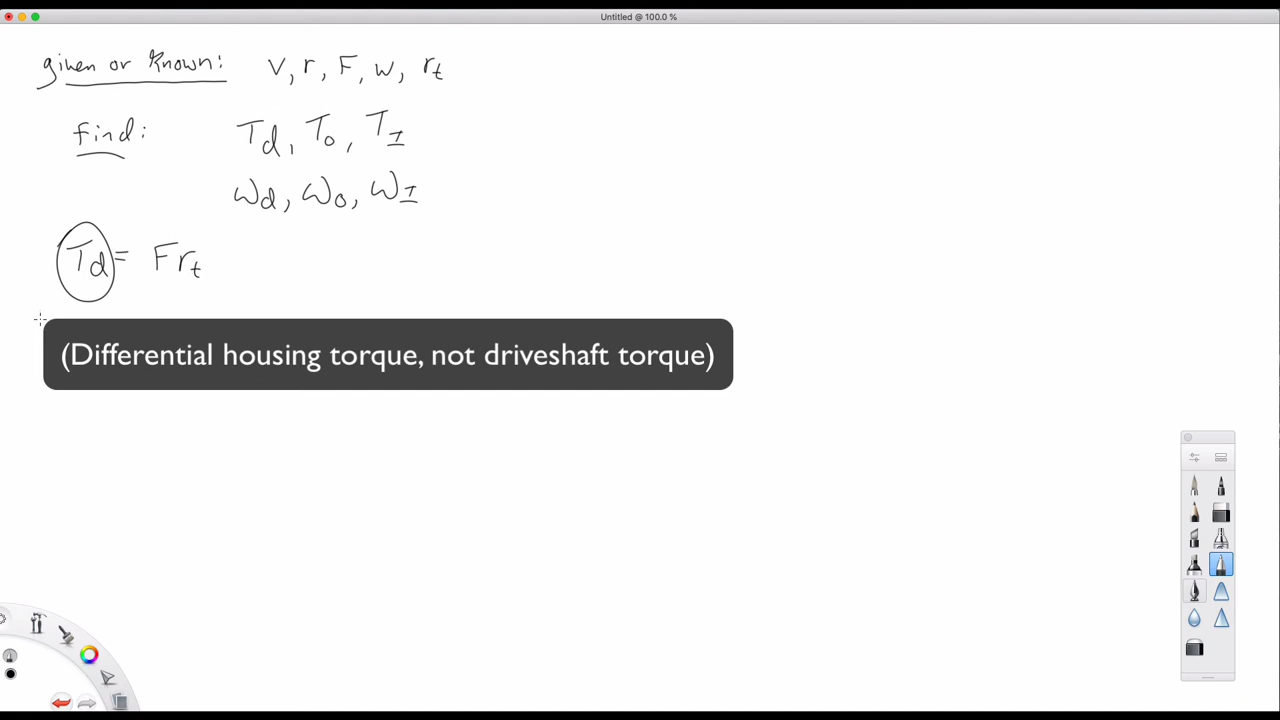 Untitled @ 100.0 %
given or known: v, r, F, w, rt
find: Td, To, TI
ωd, ωo, ωI
Td = Frt
(Differential housing torque, not driveshaft torque)